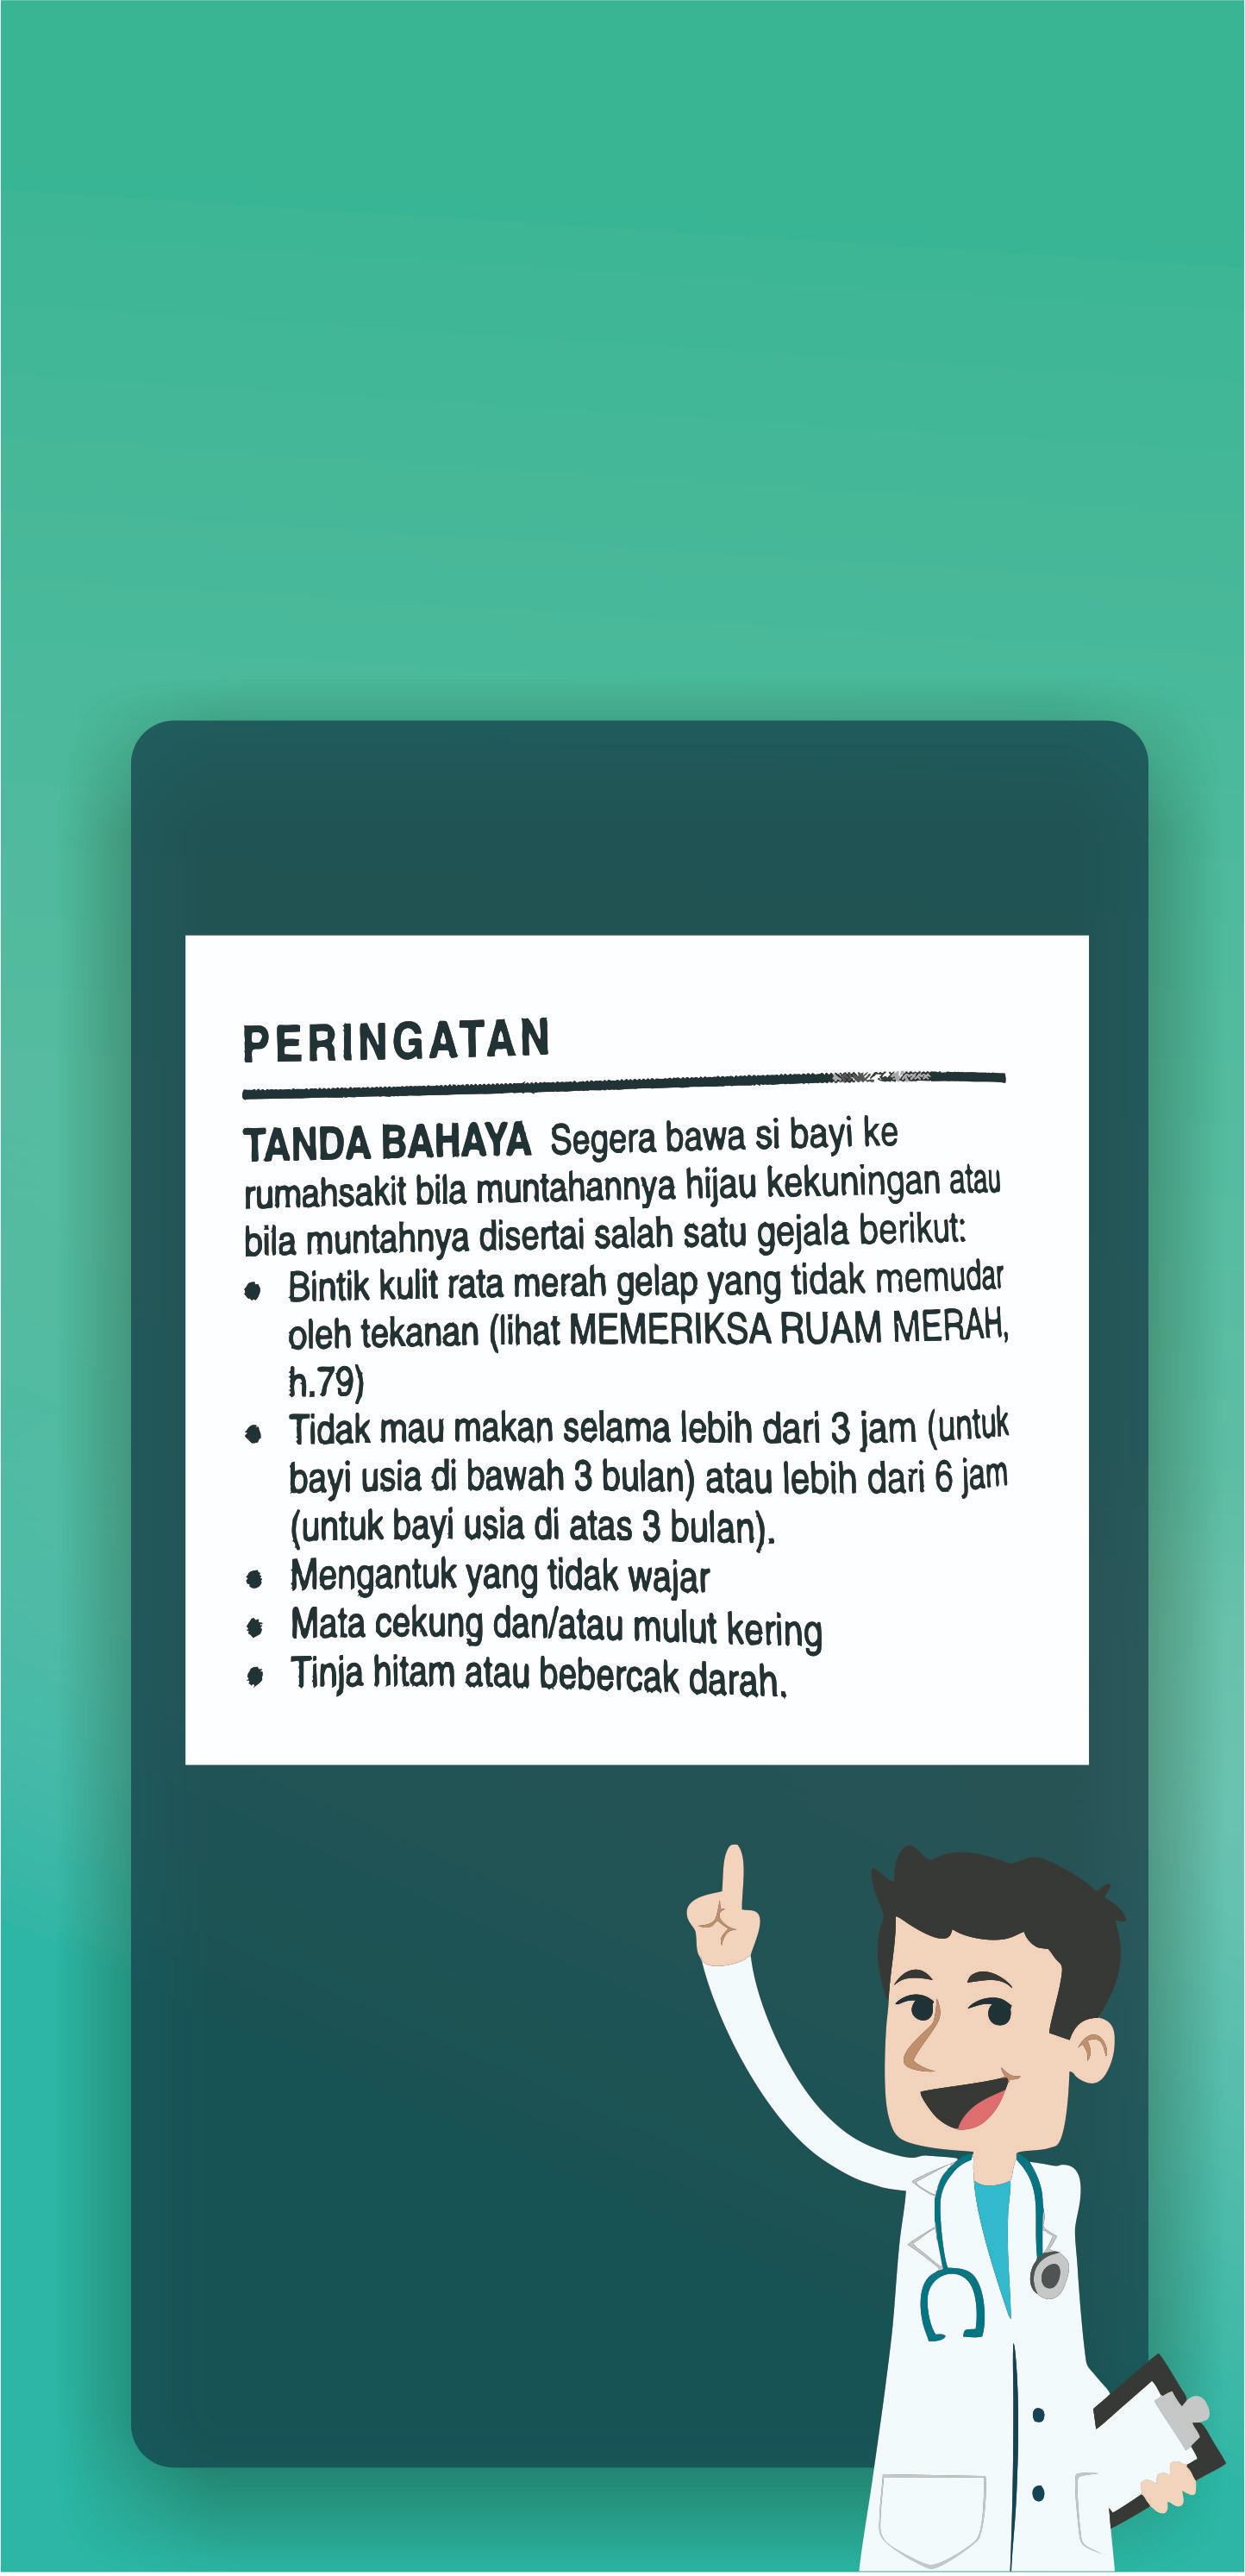 PERINGATAN
TANDA BAHAYA Segera bawa si bayi ke
rumahsakit bila muntahannya hijau kekuningan atau
bila muntahnya disertai salah satu gejala berikut:
• Bintik kulit rata merah gelap yang tidak memudar
oleh tekanan (lihat MEMERIKSA RUAM MERAH,
h.79)
• Tidak mau makan selama lebih dari 3 jam (untuk
bayi usia di bawah 3 bulan) atau lebih dari 6 jam
(untuk bayi usia di atas 3 bulan).
• Mengantuk yang tidak wajar
• Mata cekung dan/atau mulut kering
• Tinja hitam atau bebercak darah.